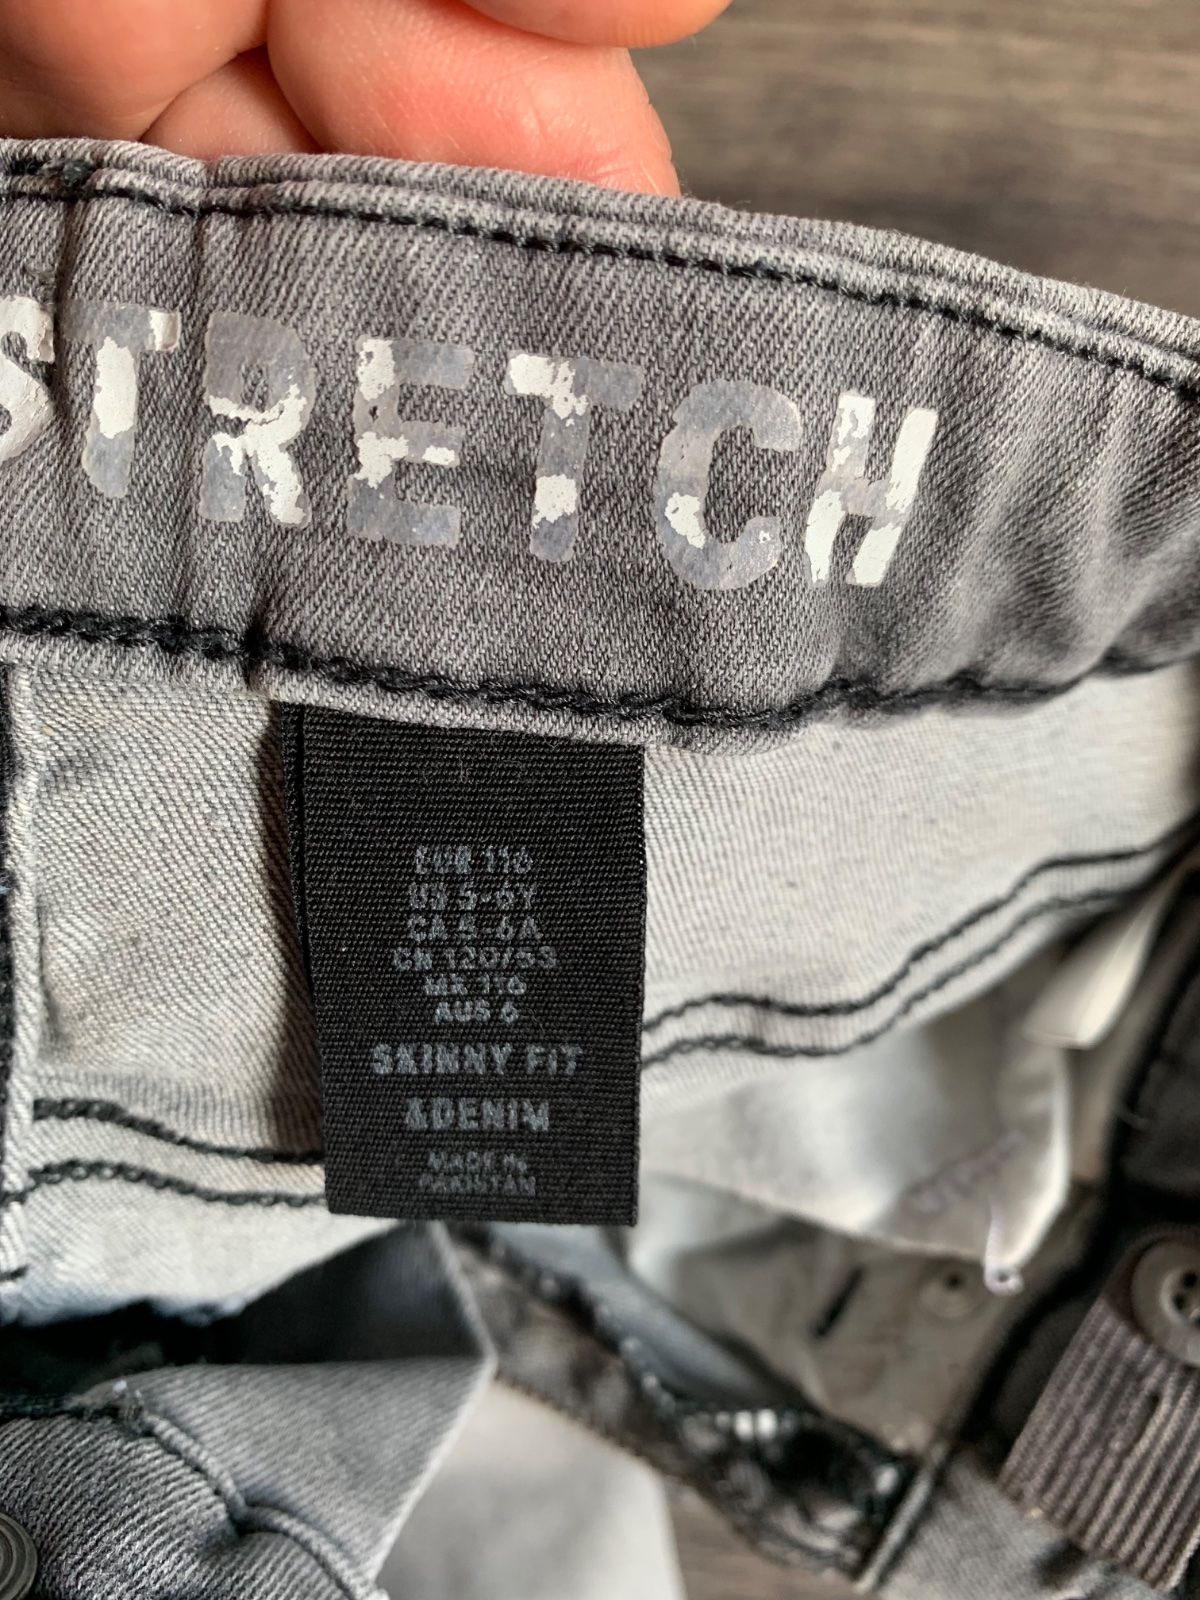 STRETCH
EUR 116
US 5-6Y
CA 5-6A
CN 120/53
MX 116
AUS 6
SKINNY FIT
&DENIM
MADE IN
PAKISTAN